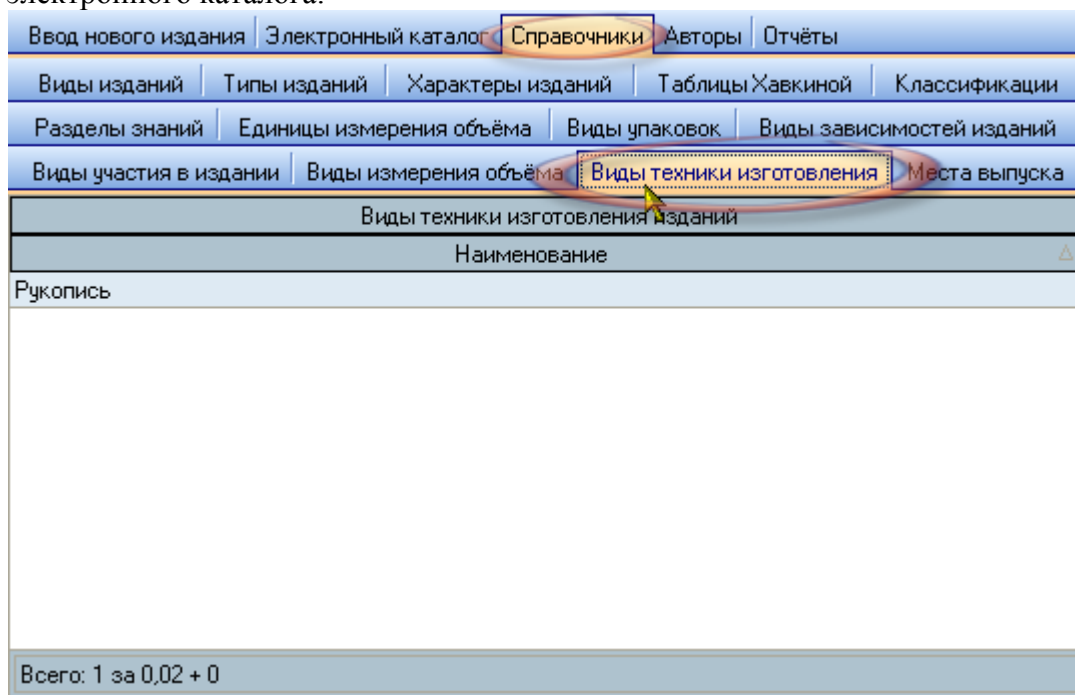 электронного каталога.
Ввод нового издания Электронный каталог Справочники Авторы Отчёты
Виды изданий Типы изданий Характеры изданий Таблицы Хавкиной Классификации
Разделы знаний Единицы измерения объёма Виды упаковок Виды зависимостей изданий
Виды участия в издании Виды измерения объёма Виды техники изготовления Места выпуска
Виды техники изготовления изданий
Наименование
Рукопись
Всего: 1 за 0,02 + 0